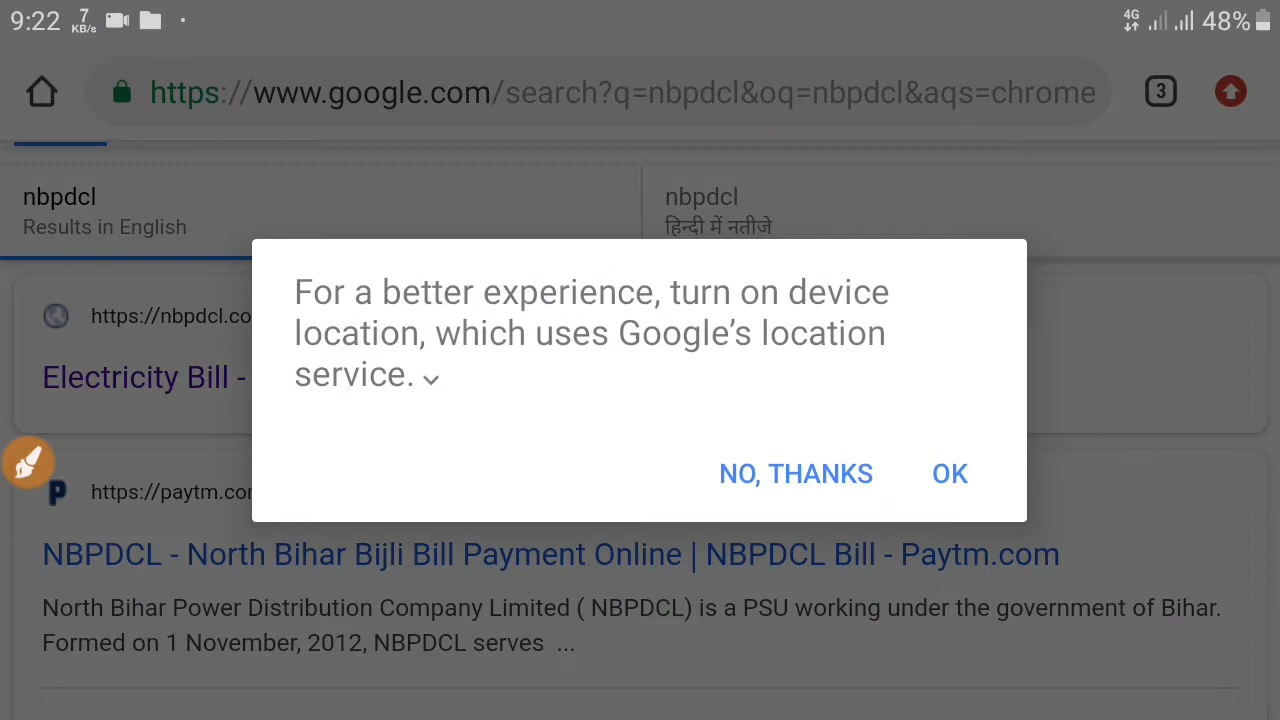 9:22 7 KB/s 4G 48%
https://www.google.com/search?q=nbpdcl&oq=nbpdcl&aqs=chrome 3
nbpdcl
Results in English
nbpdcl
हिन्दी में नतीजे
https://nbpdcl.co
Electricity Bill -
For a better experience, turn on device
location, which uses Google's location
service.
NO, THANKS OK
P https://paytm.com
NBPDCL - North Bihar Bijli Bill Payment Online | NBPDCL Bill - Paytm.com
North Bihar Power Distribution Company Limited ( NBPDCL) is a PSU working under the government of Bihar.
Formed on 1 November, 2012, NBPDCL serves ...